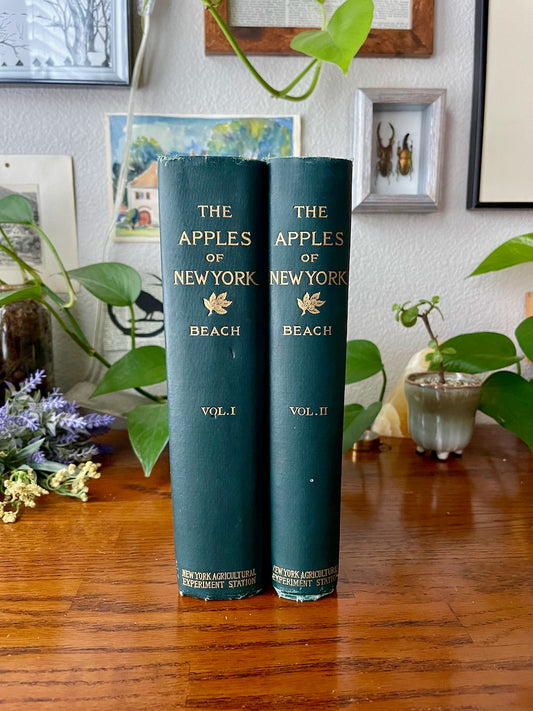 THE
APPLES
OF
NEW YORK
BEACH
VOL. I
NEW YORK AGRICULTURAL
EXPERIMENT STATION
THE
APPLES
OF
NEW YORK
BEACH
VOL. II
NEW YORK AGRICULTURAL
EXPERIMENT STATION